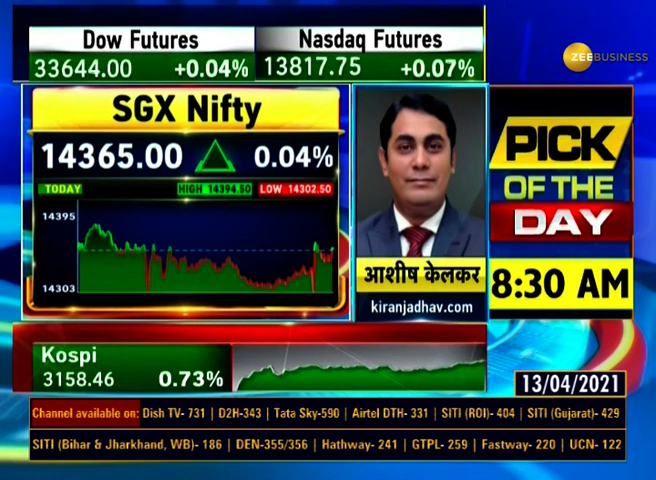 Dow Futures
33644.00 +0.04%
Nasdaq Futures
13817.75 +0.07%
ZEEBUSINESS
SGX Nifty
14365.00 0.04%
TODAY HIGH 14394.50 LOW 14302.50
14395
14303
आशीष केलकर
kiranjadhav.com
PICK
OF THE
DAY
8:30 AM
Kospi
3158.46 0.73%
13/04/2021
Channel available on: Dish TV- 731 | D2H-343 | Tata Sky-590 | Airtel DTH- 331 | SITI (ROI)- 404 | SITI (Gujarat)- 429
SITI (Bihar & Jharkhand, WB)- 186 | DEN-355/356 | Hathway- 241 | GTPL- 259 | Fastway- 220 | UCN- 122